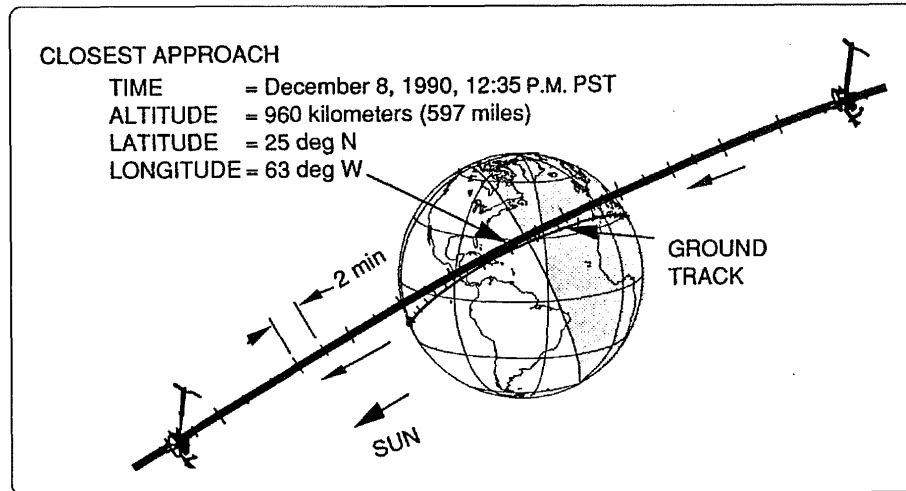 CLOSEST APPROACH
TIME = December 8, 1990, 12:35 P.M. PST
ALTITUDE = 960 kilometers (597 miles)
LATITUDE = 25 deg N
LONGITUDE = 63 deg W
GROUND
TRACK
2 min
SUN